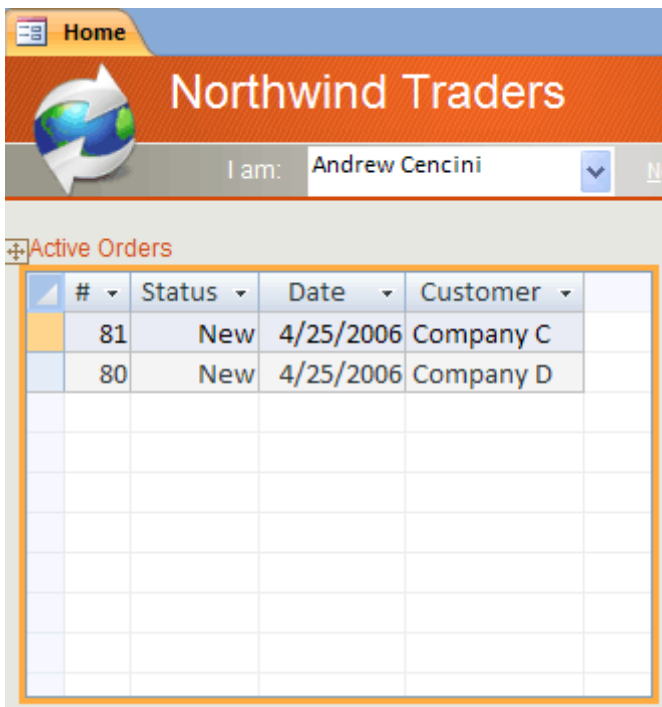 Home
Northwind Traders
I am: Andrew Cencini
Active Orders
# Status Date Customer
81 New 4/25/2006 Company C
80 New 4/25/2006 Company D